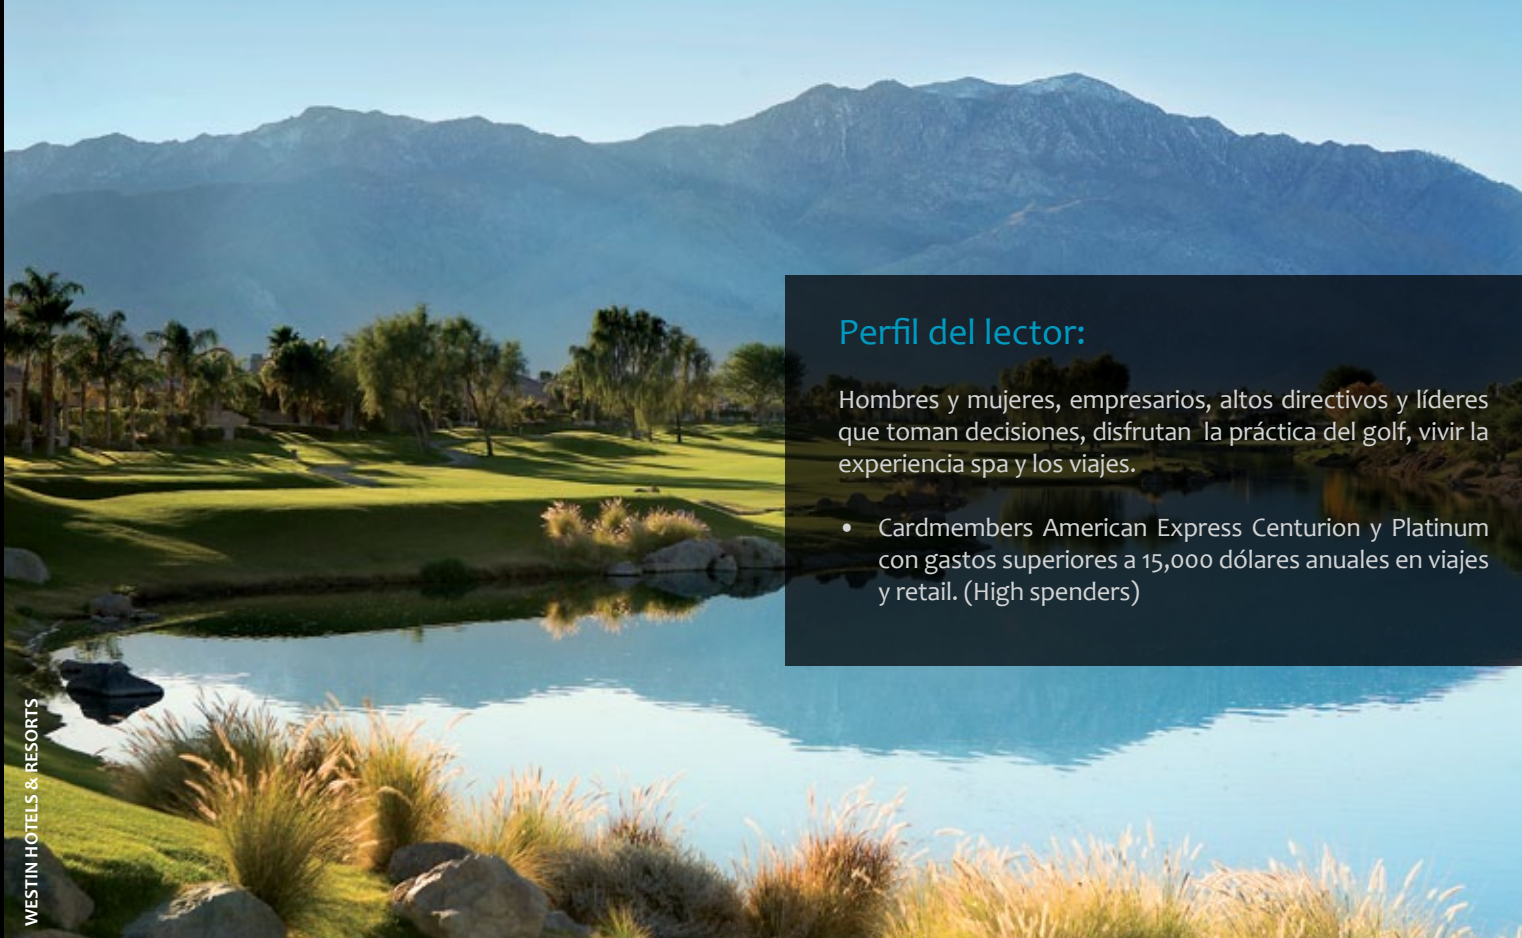 Perfil del lector:
Hombres y mujeres, empresarios, altos directivos y líderes
que toman decisiones, disfrutan la práctica del golf, vivir la
experiencia spa y los viajes.
• Cardmembers American Express Centurion y Platinum
con gastos superiores a 15,000 dólares anuales en viajes
y retail. (High spenders)
WESTIN HOTELS & RESORTS